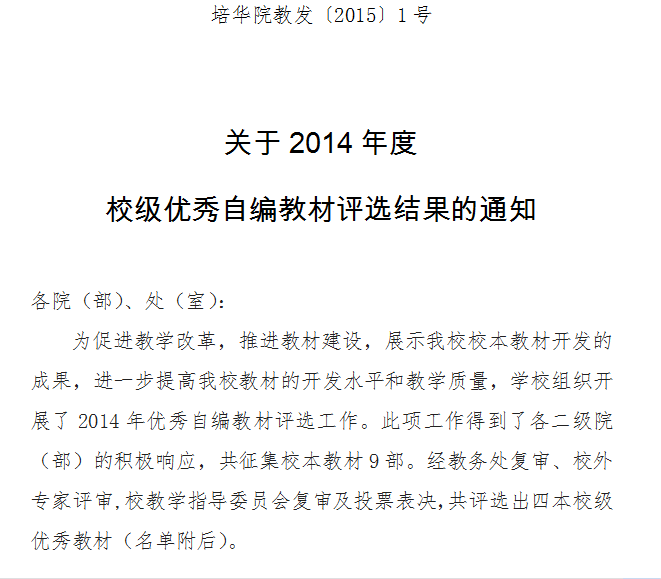 培华院教发〔2015〕1 号
关于 2014 年度
校级优秀自编教材评选结果的通知
各院（部）、处（室）：
为促进教学改革，推进教材建设，展示我校校本教材开发的
成果，进一步提高我校教材的开发水平和教学质量，学校组织开
展了 2014 年优秀自编教材评选工作。此项工作得到了各二级院
（部）的积极响应，共征集校本教材 9 部。经教务处复审、校外
专家评审,校教学指导委员会复审及投票表决,共评选出四本校级
优秀教材（名单附后）。